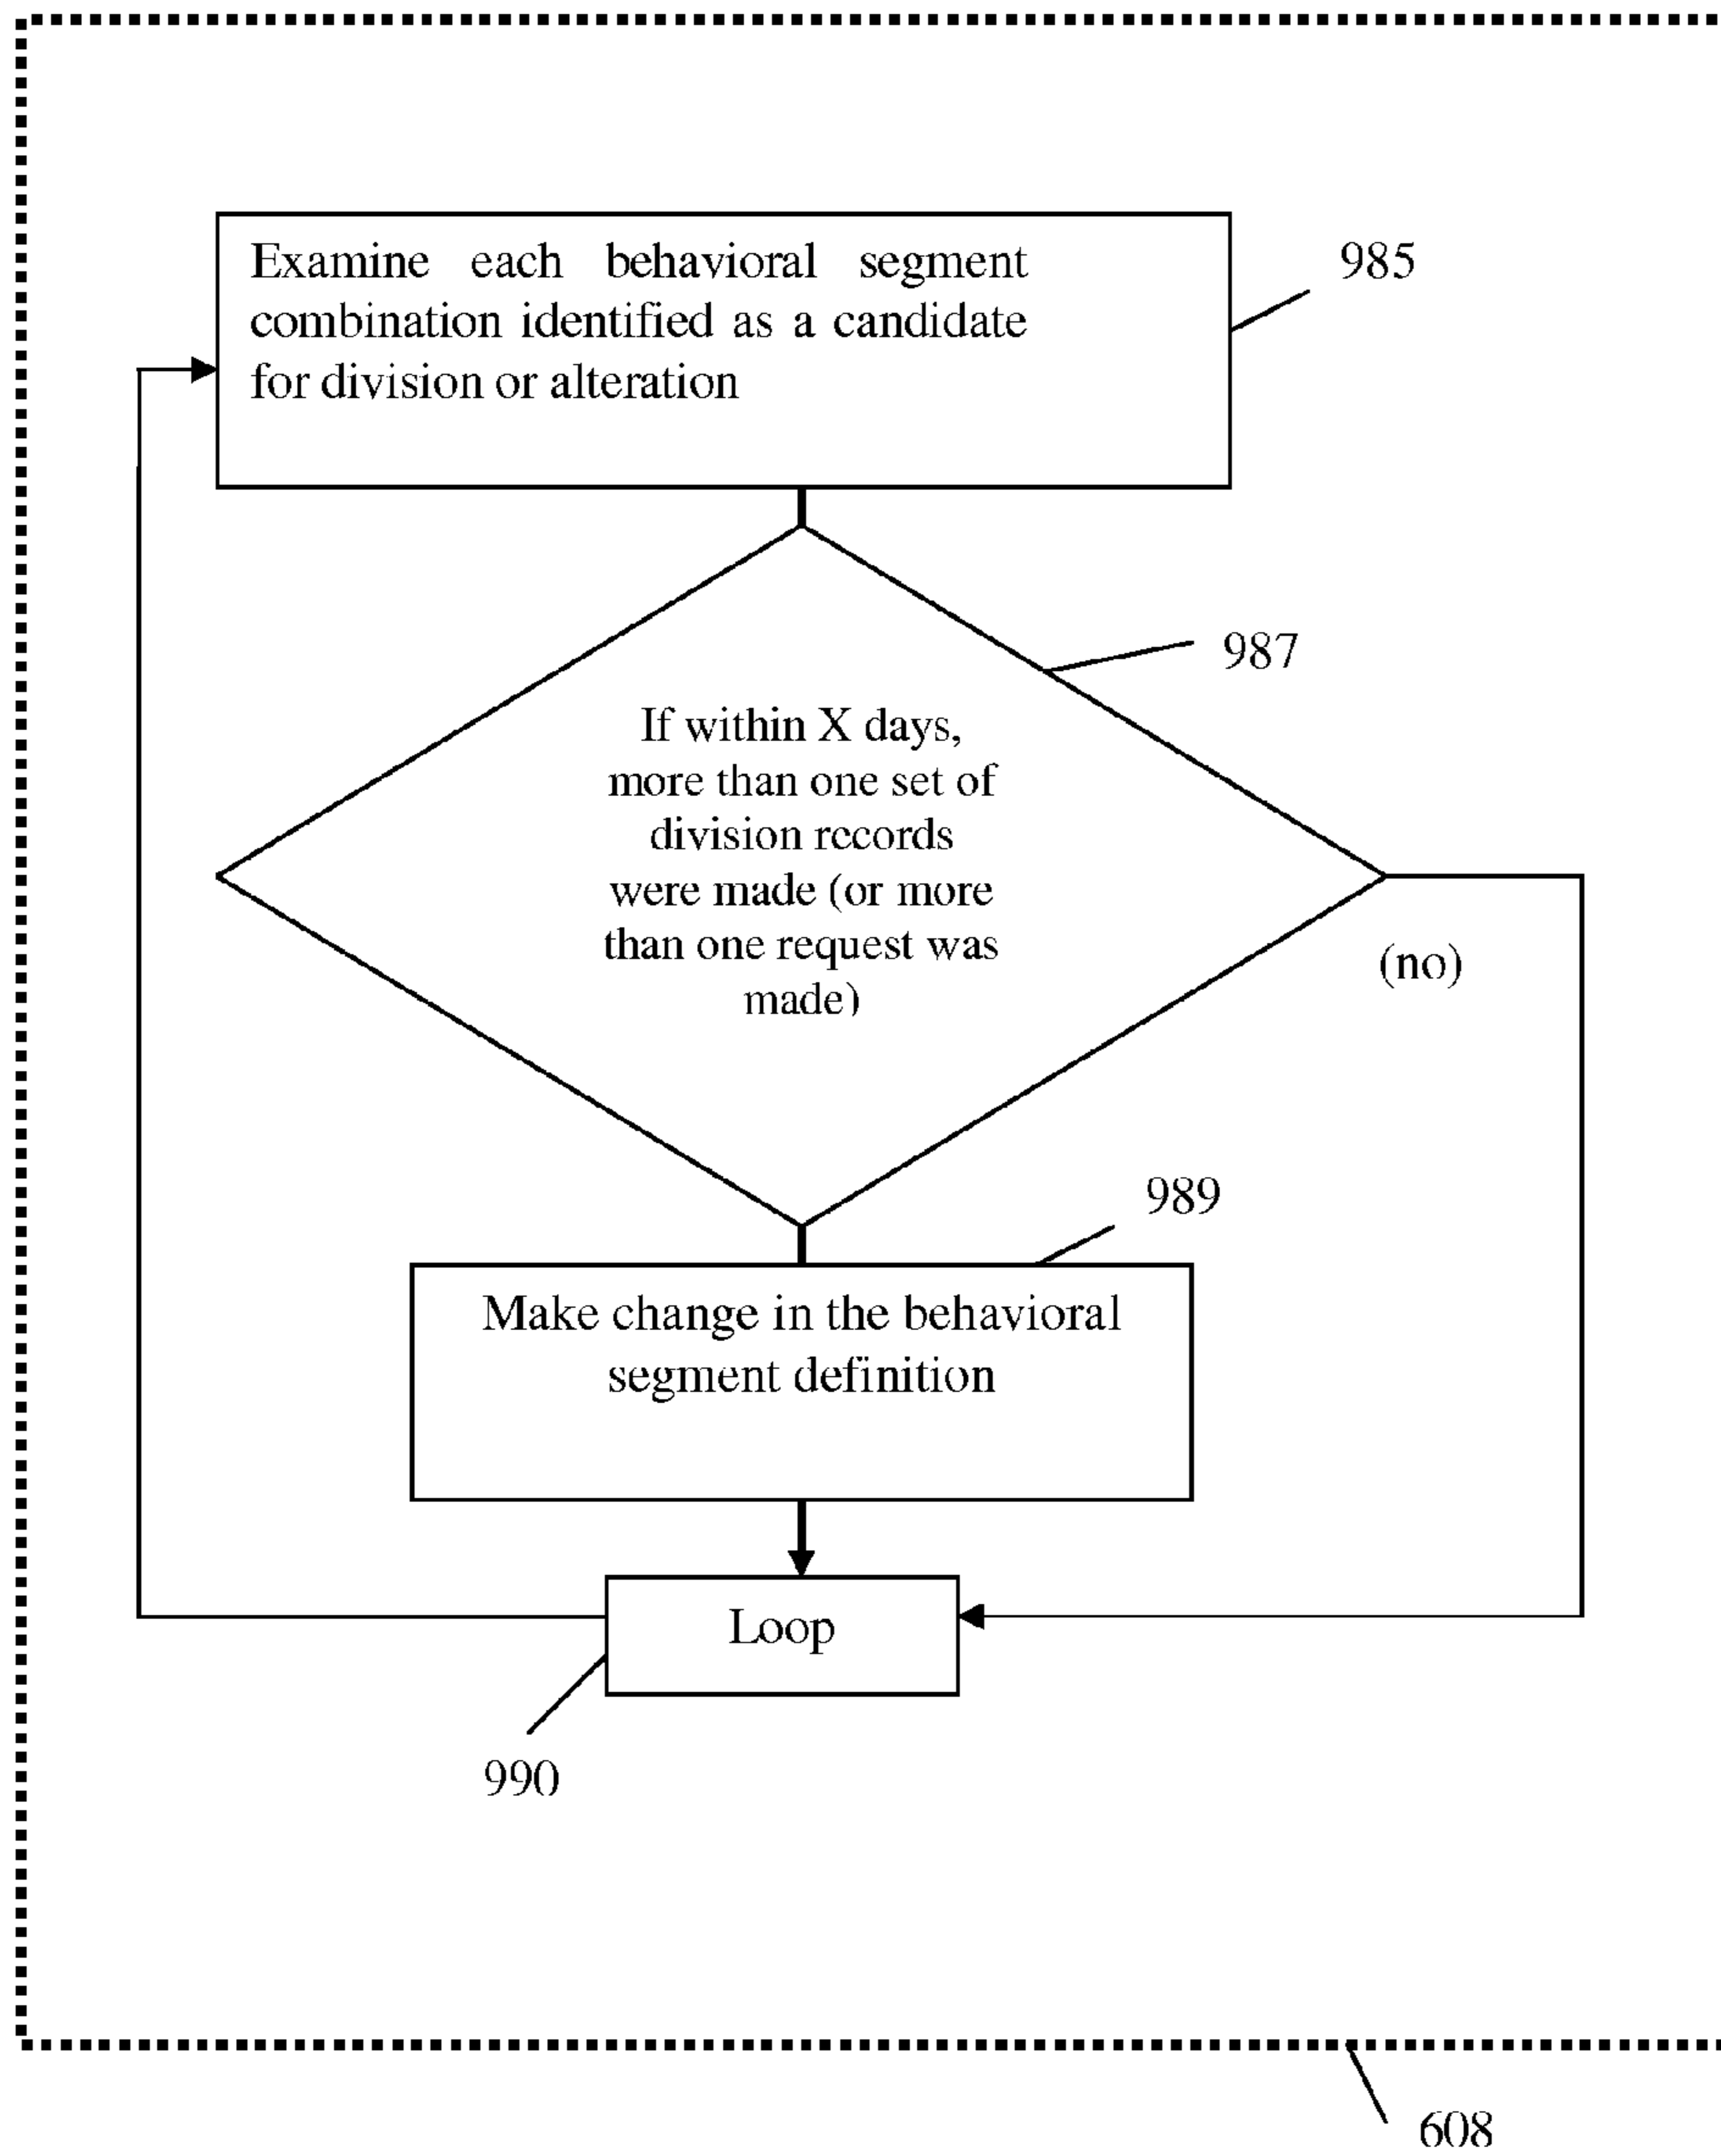 Examine each behavioral segment
combination identified as a candidate
for division or alteration
985
987
If within X days,
more than one set of
division records
were made (or more
than one request was
made)
(no)
989
Make change in the behavioral
segment definition
Loop
990
608